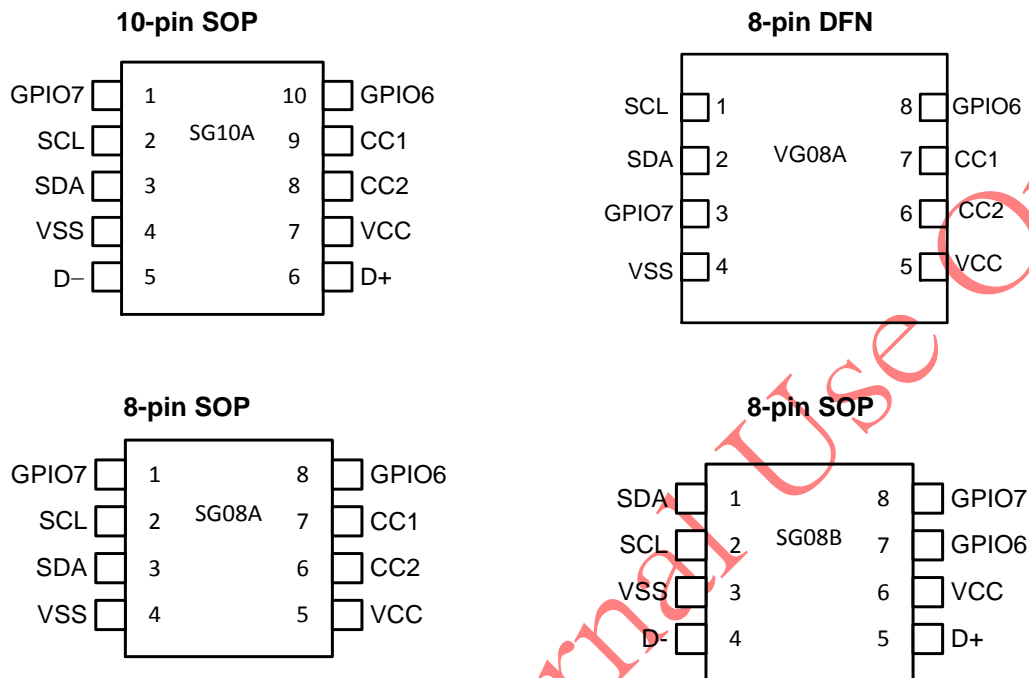 10-pin SOP
GPIO7 1 10 GPIO6
SG10A
SCL 2 9 CC1
SDA 3 8 CC2
VSS 4 7 VCC
D− 5 6 D+
8-pin DFN
SCL 1 8 GPIO6
SDA 2 VG08A 7 CC1
GPIO7 3 6 CC2
VSS 4 5 VCC
8-pin SOP
GPIO7 1 8 GPIO6
SCL 2 SG08A 7 CC1
SDA 3 6 CC2
VSS 4 5 VCC
8-pin SOP
SDA 1 8 GPIO7
SCL 2 SG08B 7 GPIO6
VSS 3 6 VCC
D- 4 5 D+
rnal Use O